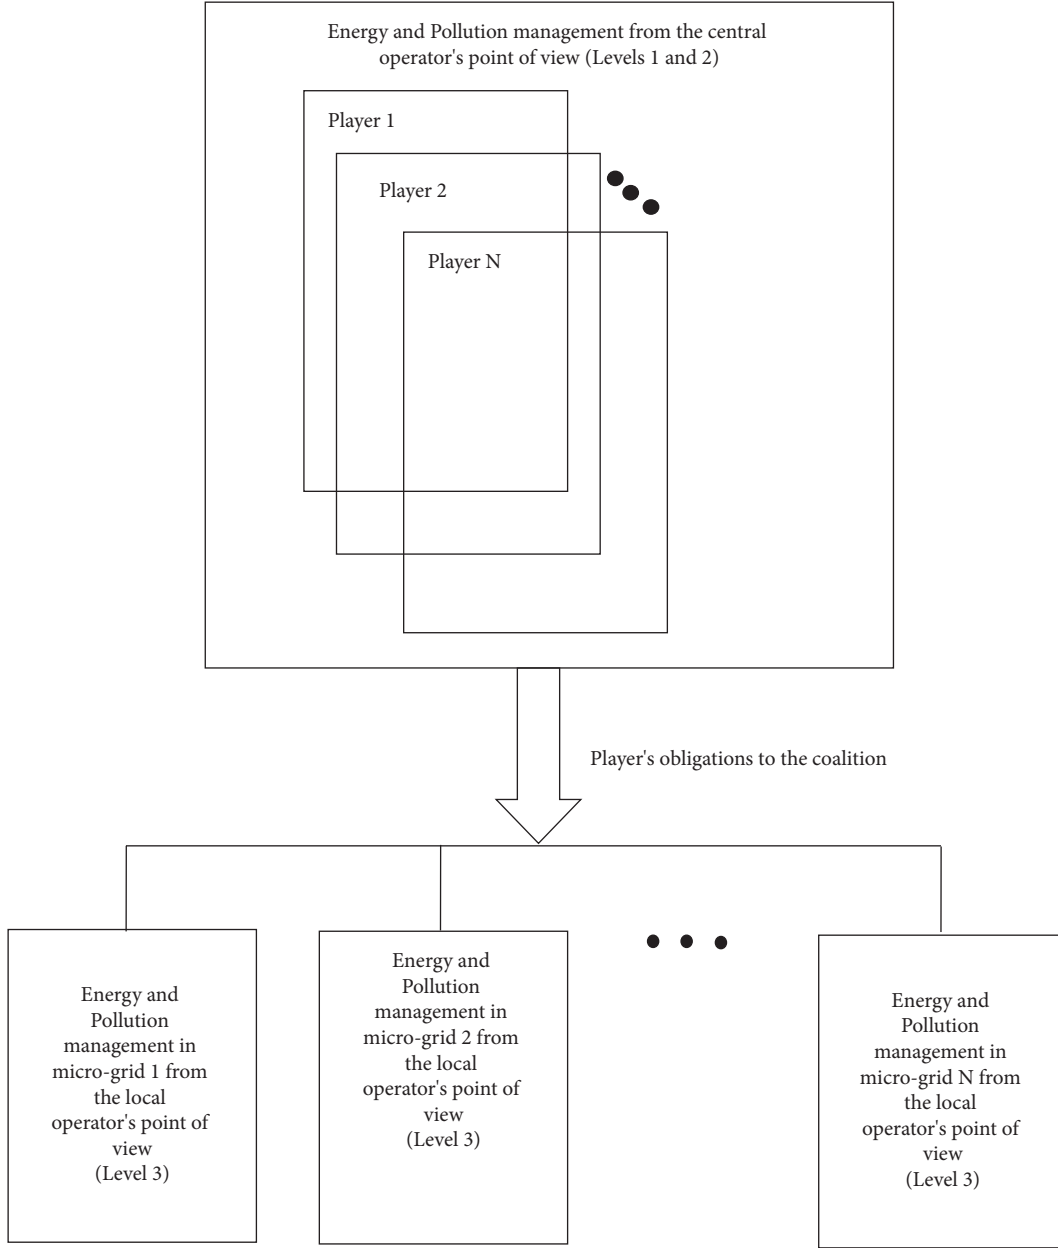 Energy and Pollution management from the central
operator's point of view (Levels 1 and 2)
Player 1
Player 2
Player N
Player's obligations to the coalition
Energy and
Pollution
management in
micro-grid 1 from
the local
operator's point of
view
(Level 3)
Energy and
Pollution
management in
micro-grid 2 from
the local
operator's point of
view
(Level 3)
Energy and
Pollution
management in
micro-grid N from
the local
operator's point of
view
(Level 3)